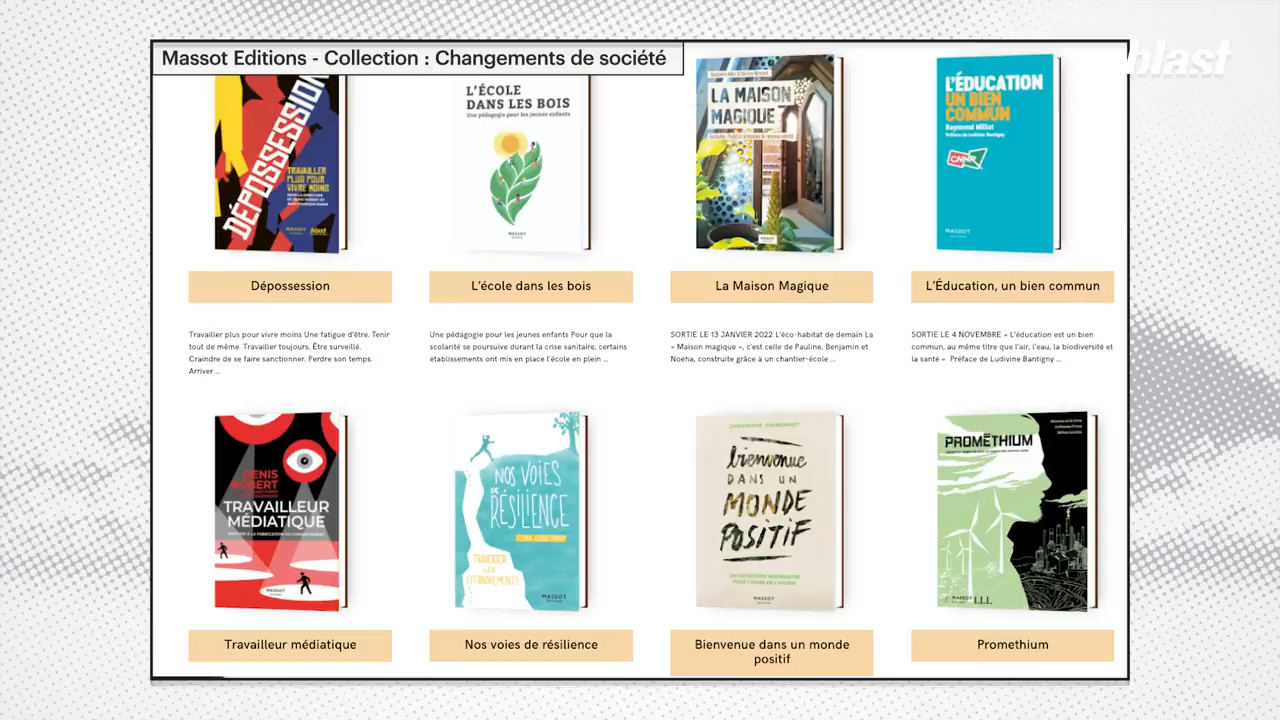 Massot Editions - Collection : Changements de société
blast
DÉPOSSESSION
TRAVAILLER
PLUS POUR
VIVRE MOINS
MASSOT
blast
L'ÉCOLE
DANS LES BOIS
Une pédagogie pour les jeunes enfants
MASSOT
LA MAISON
MAGIQUE
MASSOT
L'ÉDUCATION
UN BIEN
COMMUN
Raymond Millot
Préface de Ludivine Bantigny
CNNR
MASSOT
Dépossession
L'école dans les bois
La Maison Magique
L'Éducation, un bien commun
Travailler plus pour vivre moins Une fatigue d'être. Tenir
tout de même. Travailler toujours. Être surveillé.
Craindre de se faire sanctionner. Perdre son temps.
Arriver ...
Une pédagogie pour les jeunes enfants Pour que la
scolarité se poursuive durant la crise sanitaire, certains
établissements ont mis en place l'école en plein ...
SORTIE LE 13 JANVIER 2022 L'éco-habitat de demain La
« Maison magique », c'est celle de Pauline, Benjamin et
Noéha, construite grâce à un chantier-école ...
SORTIE LE 4 NOVEMBRE « L'éducation est un bien
commun, au même titre que l'air, l'eau, la biodiversité et
la santé » Préface de Ludivine Bantigny ...
DENIS
ROBERT
TRAVAILLEUR
MÉDIATIQUE
MASSOT
NOS VOIES
DE
RÉSILIENCE
TRAVERSER
LES
EFFONDREMENTS
MASSOT
bienvenue
DANS UN
MONDE
POSITIF
MASSOT
PROMETHIUM
MASSOT
LLL
Travailleur médiatique
Nos voies de résilience
Bienvenue dans un monde
positif
Promethium